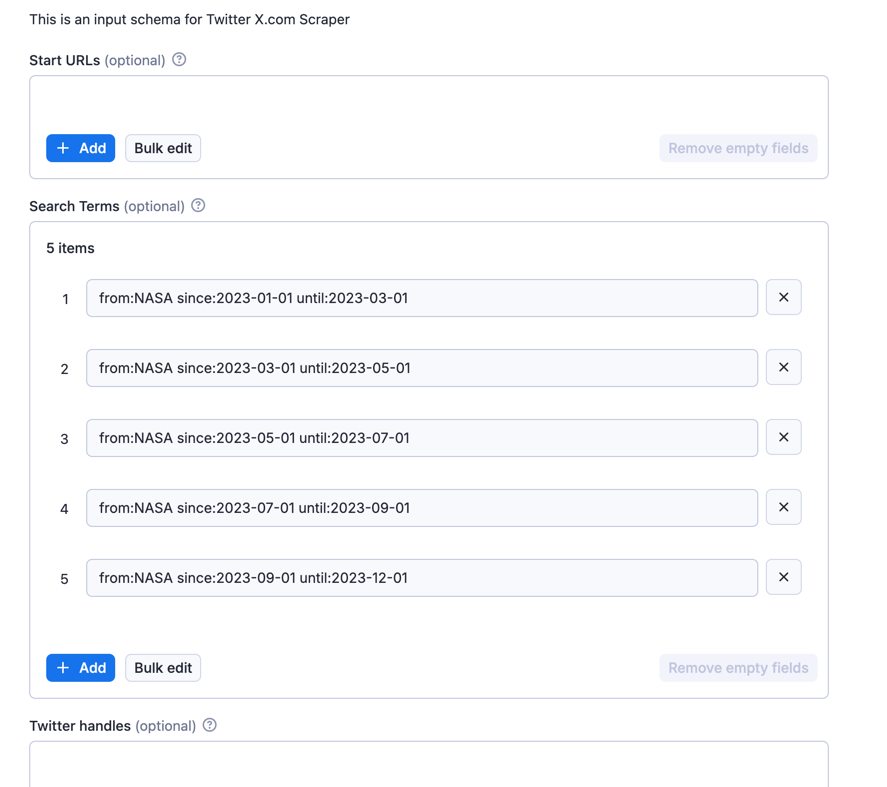 This is an input schema for Twitter X.com Scraper
Start URLs (optional) ?
+ Add Bulk edit Remove empty fields
Search Terms (optional) ?
5 items
1 from:NASA since:2023-01-01 until:2023-03-01 ×
2 from:NASA since:2023-03-01 until:2023-05-01 ×
3 from:NASA since:2023-05-01 until:2023-07-01 ×
4 from:NASA since:2023-07-01 until:2023-09-01 ×
5 from:NASA since:2023-09-01 until:2023-12-01 ×
+ Add Bulk edit Remove empty fields
Twitter handles (optional) ?